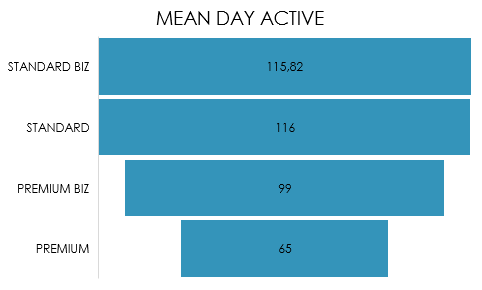 MEAN DAY ACTIVE
STANDARD BIZ 115,82
STANDARD 116
PREMIUM BIZ 99
PREMIUM 65